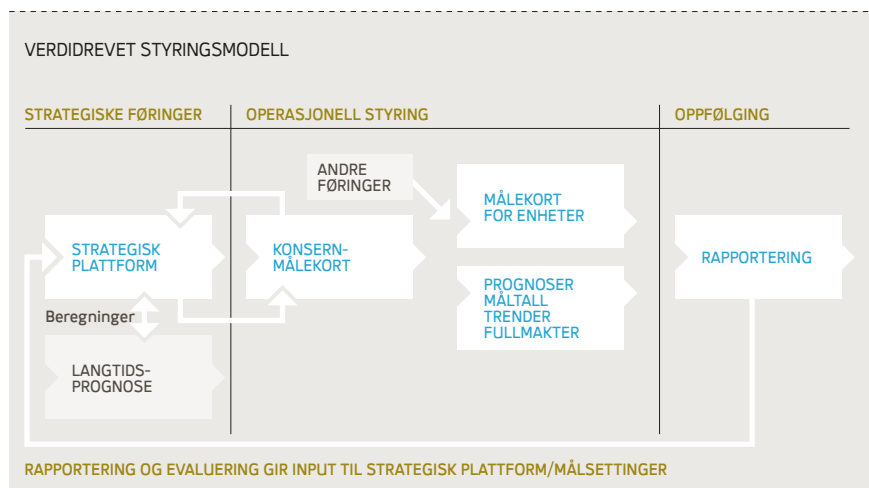 VERDIDREVET STYRINGSMODELL
STRATEGISKE FØRINGER
OPERASJONELL STYRING
OPPFØLGING
ANDRE
FØRINGER
MÅLEKORT
FOR ENHETER
STRATEGISK
PLATTFORM
KONSERN-
MÅLEKORT
RAPPORTERING
PROGNOSER
MÅLTALL
TRENDER
FULLMAKTER
Beregninger
LANGTIDS-
PROGNOSE
RAPPORTERING OG EVALUERING GIR INPUT TIL STRATEGISK PLATTFORM/MÅLSETTINGER